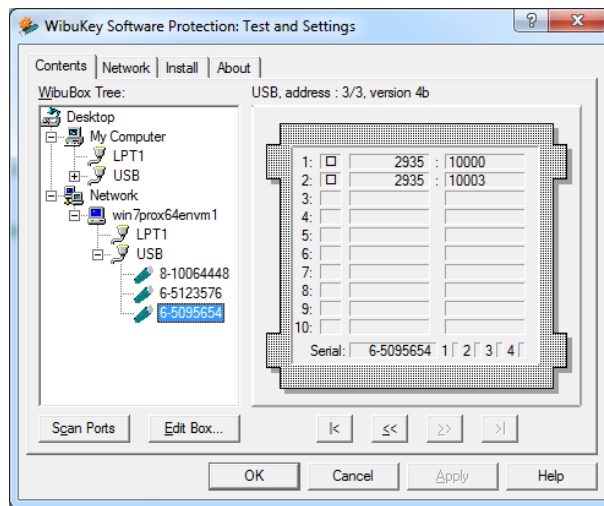 WibuKey Software Protection: Test and Settings
Contents Network Install About
WibuBox Tree:
USB, address : 3/3, version 4b
Desktop
My Computer
LPT1
USB
Network
win7prox64envm1
LPT1
USB
8-10064448
6-5123576
6-5095654
1: 2935 : 10000
2: 2935 : 10003
3:
4:
5:
6:
7:
8:
9:
10:
Serial: 6-5095654 1 2 3 4
Scan Ports Edit Box... |< << >> >|
OK Cancel Apply Help